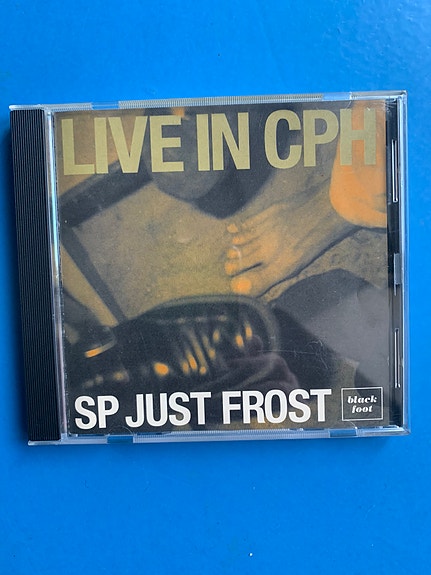 LIVE IN CPH
SP JUST FROST
black
foot